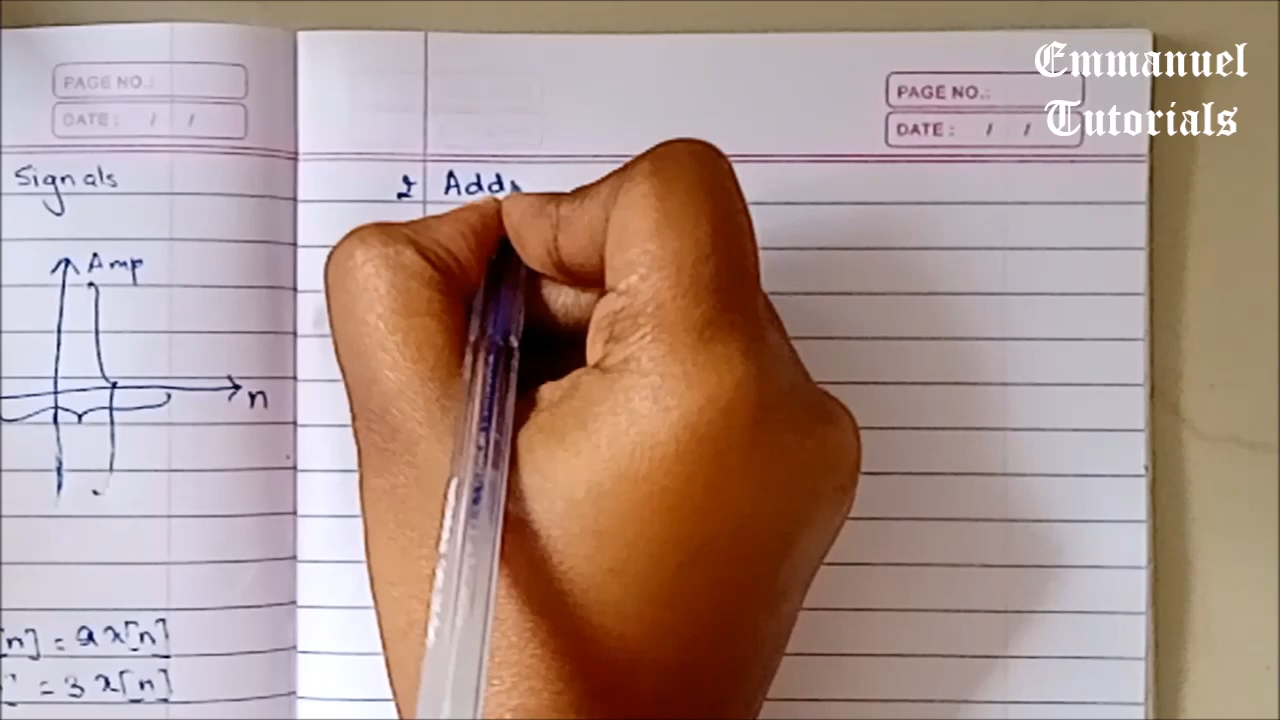 Emmanuel
Tutorials
PAGE NO.:
DATE: / /
Signals
Amp
n
[n] = a x[n]
= 3 x[n]
PAGE NO.:
DATE: / /
2 Add